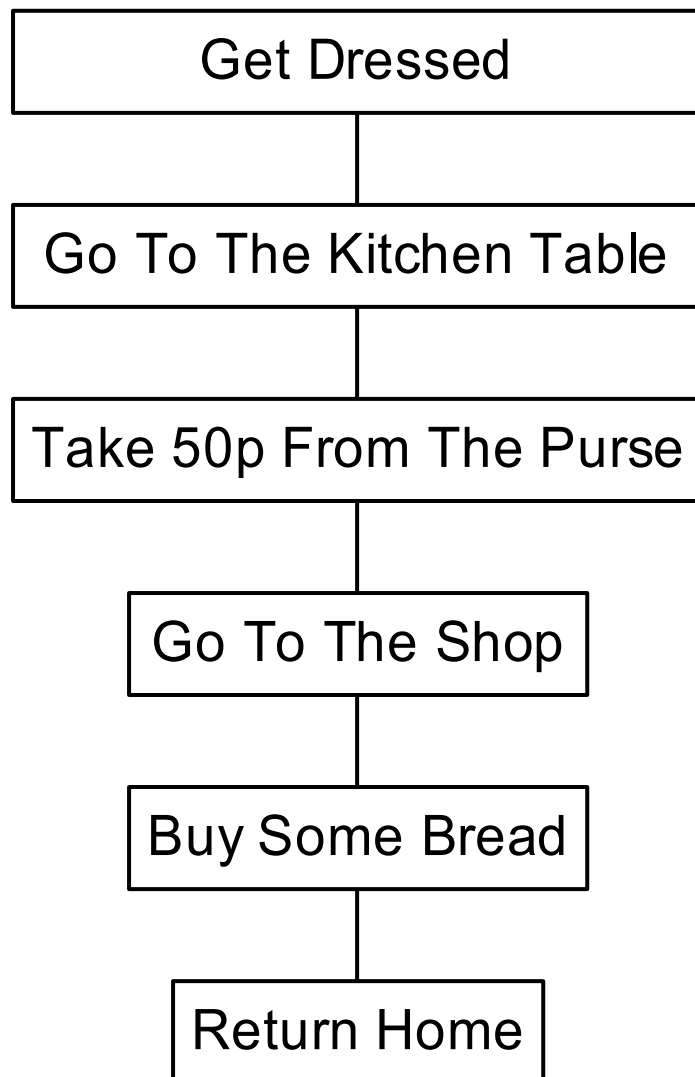 Get Dressed
Go To The Kitchen Table
Take 50p From The Purse
Go To The Shop
Buy Some Bread
Return Home